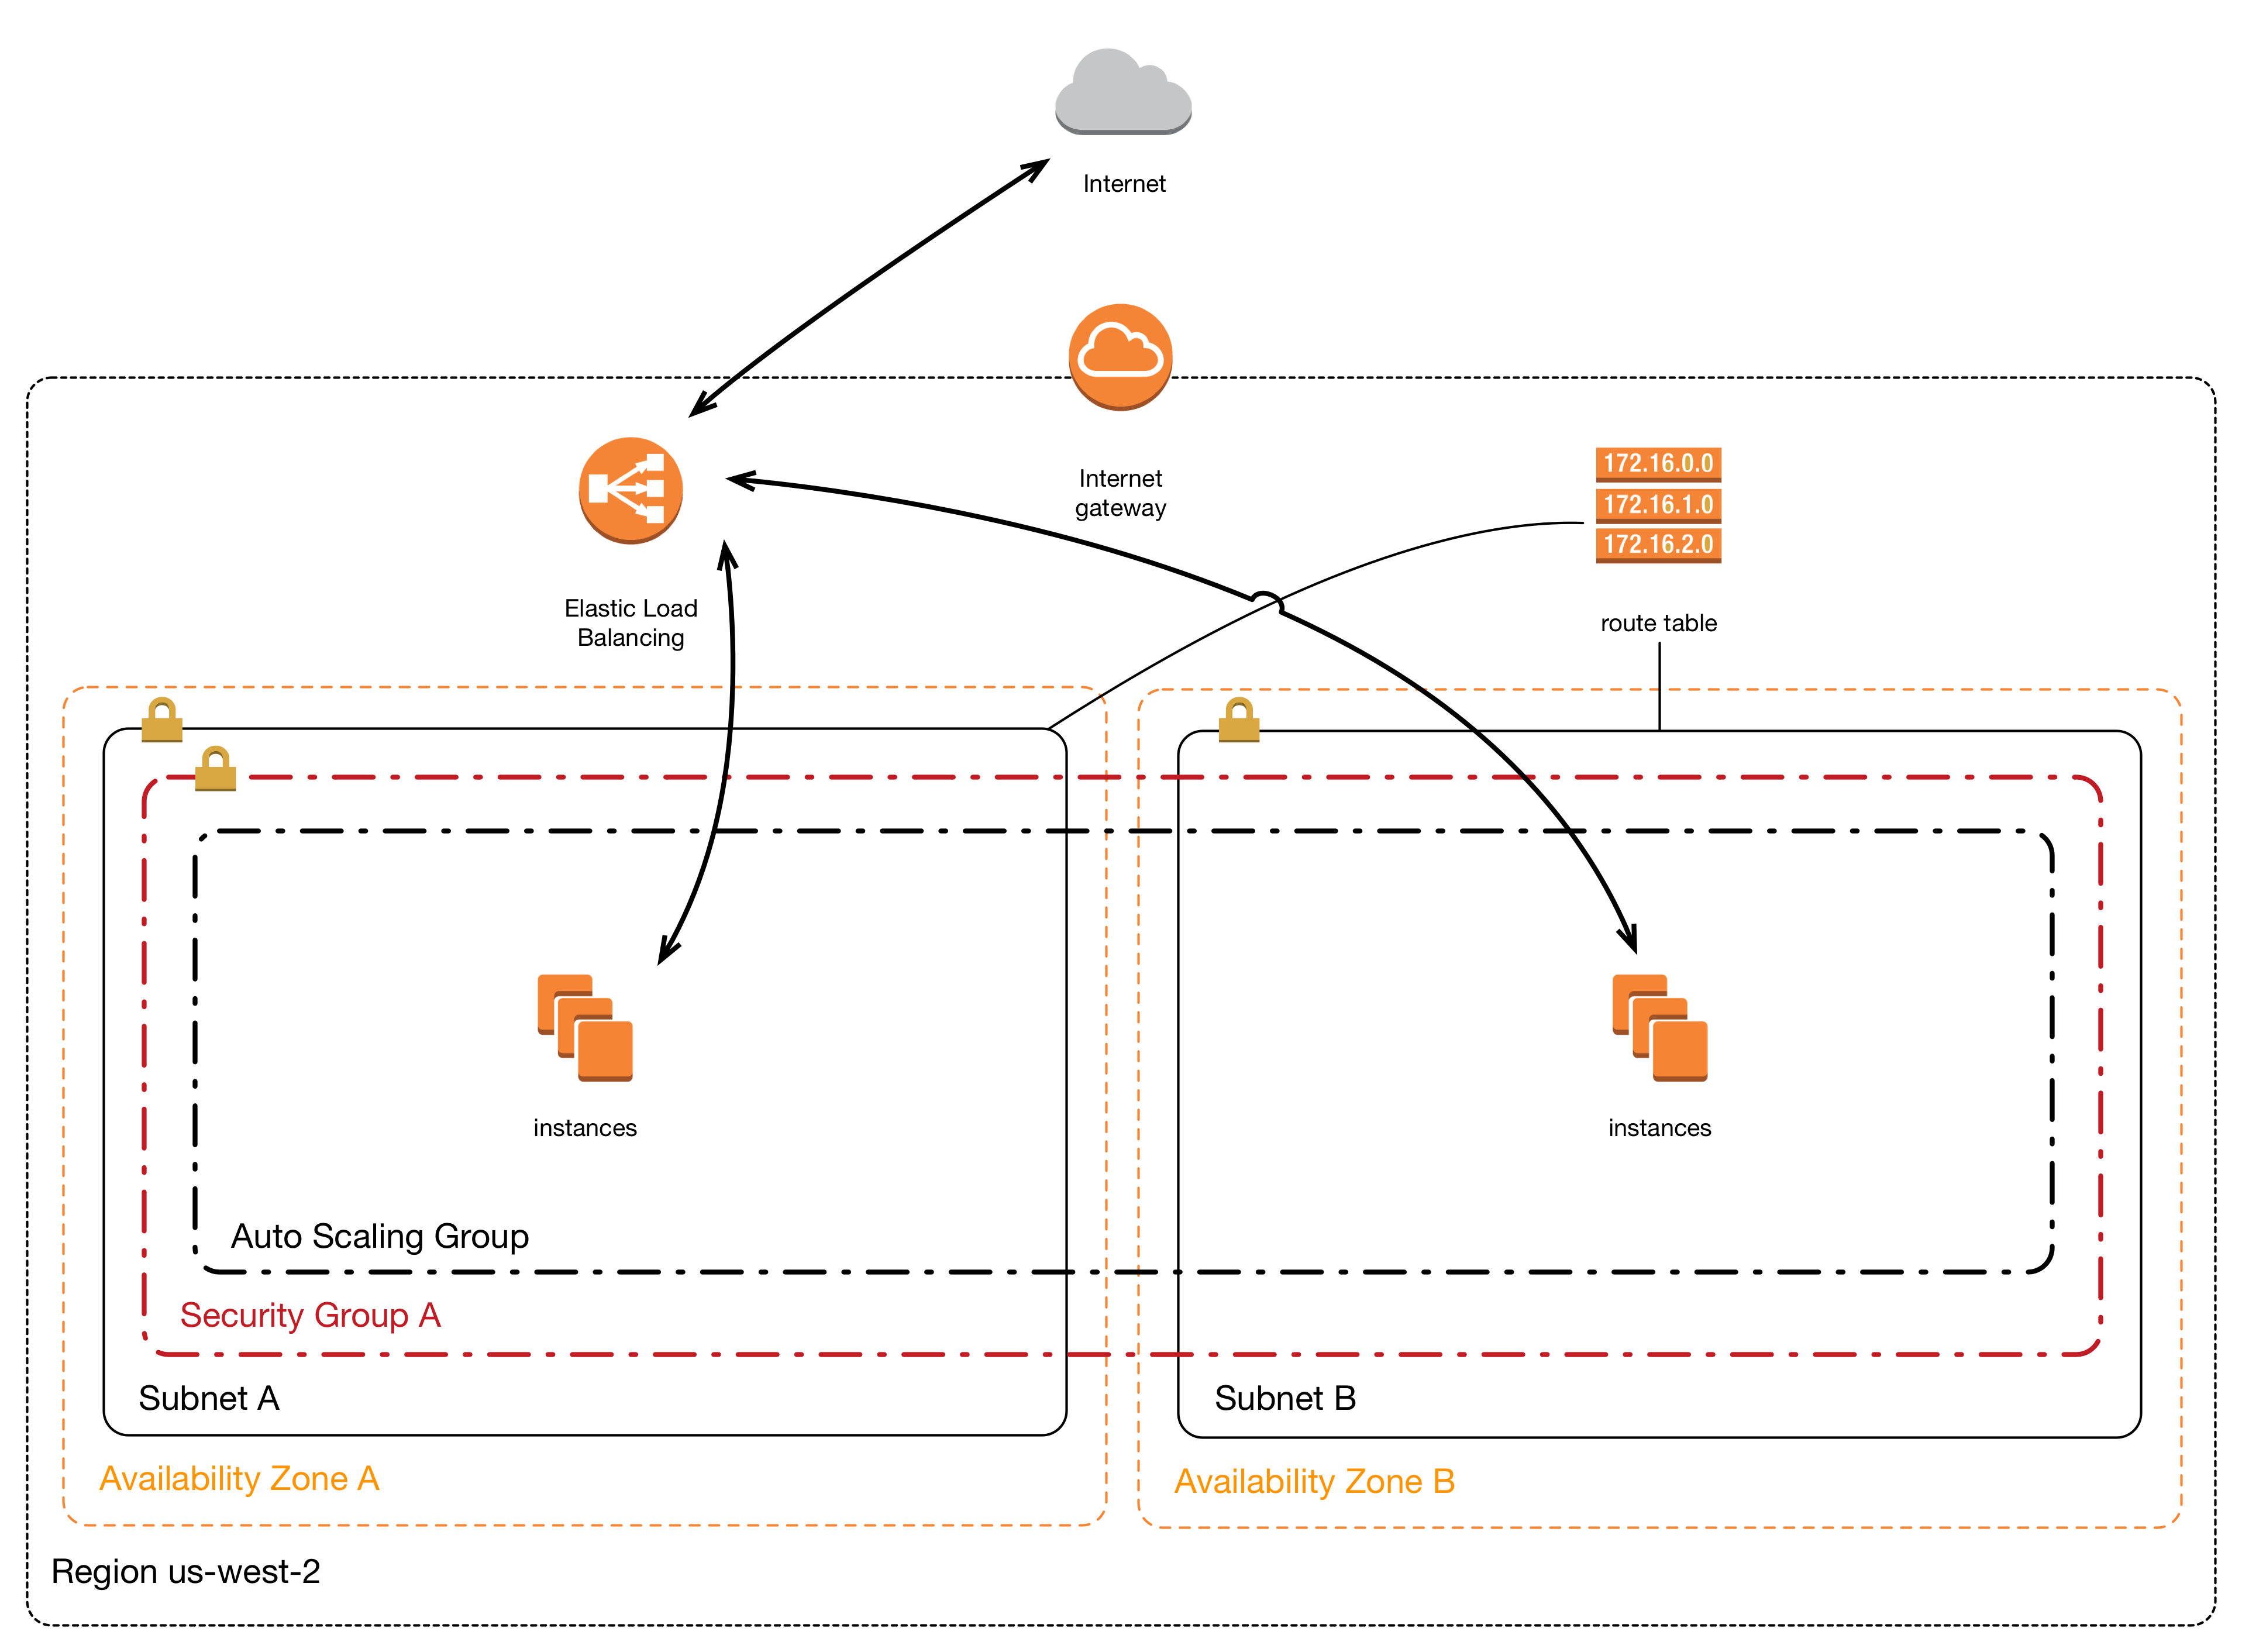 Internet
Internet
gateway
172.16.0.0
172.16.1.0
172.16.2.0
route table
Elastic Load
Balancing
instances
instances
Auto Scaling Group
Security Group A
Subnet A
Subnet B
Availability Zone A
Availability Zone B
Region us-west-2